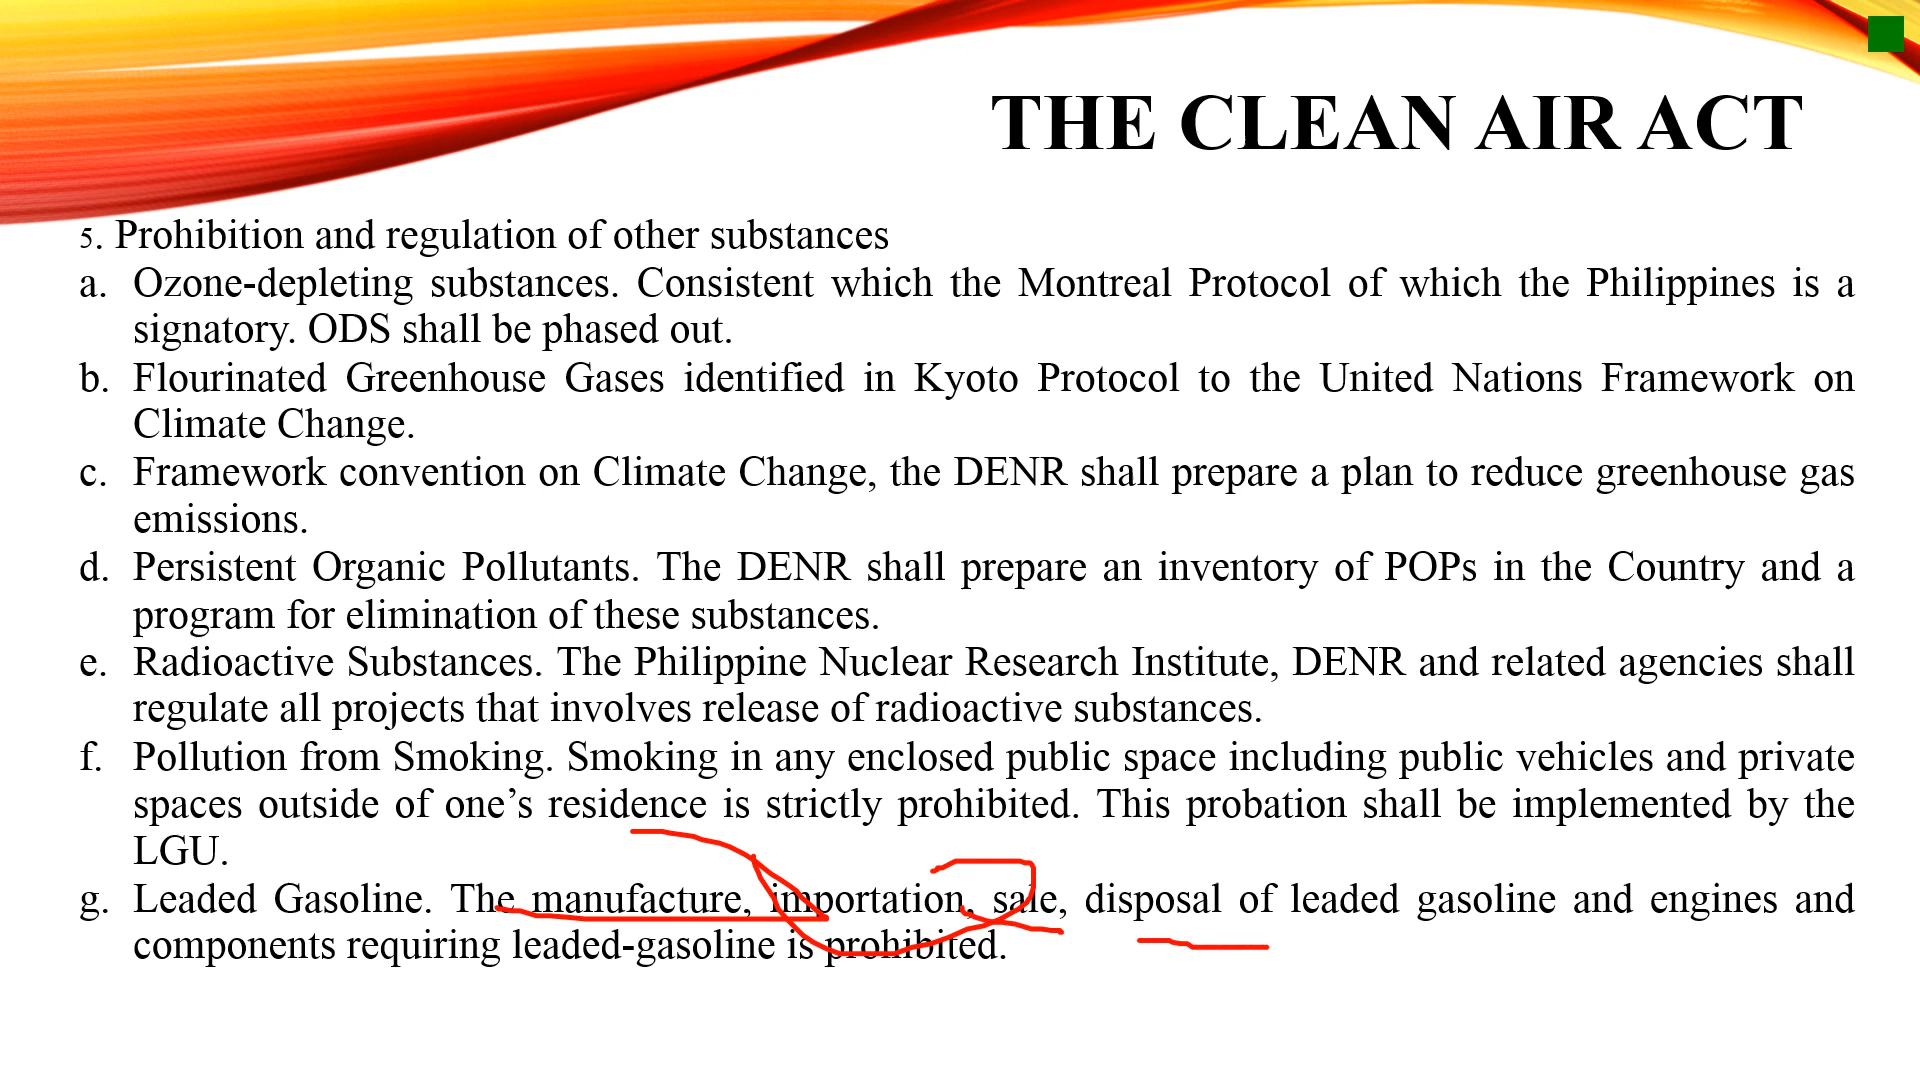 THE CLEAN AIR ACT
5. Prohibition and regulation of other substances
a. Ozone-depleting substances. Consistent which the Montreal Protocol of which the Philippines is a
signatory. ODS shall be phased out.
b. Flourinated Greenhouse Gases identified in Kyoto Protocol to the United Nations Framework on
Climate Change.
c. Framework convention on Climate Change, the DENR shall prepare a plan to reduce greenhouse gas
emissions.
d. Persistent Organic Pollutants. The DENR shall prepare an inventory of POPs in the Country and a
program for elimination of these substances.
e. Radioactive Substances. The Philippine Nuclear Research Institute, DENR and related agencies shall
regulate all projects that involves release of radioactive substances.
f. Pollution from Smoking. Smoking in any enclosed public space including public vehicles and private
spaces outside of one’s residence is strictly prohibited. This probation shall be implemented by the
LGU.
g. Leaded Gasoline. The manufacture, importation, sale, disposal of leaded gasoline and engines and
components requiring leaded-gasoline is prohibited.